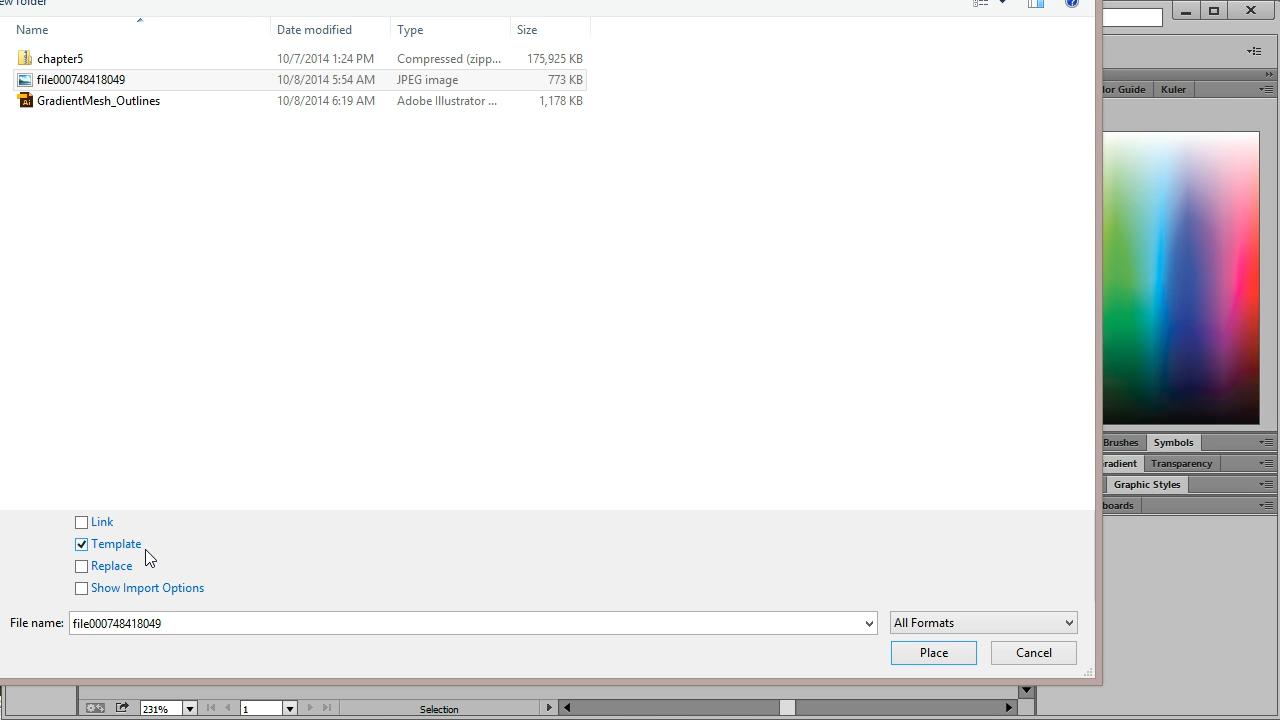 ew folder
Name Date modified Type Size
chapter5 10/7/2014 1:24 PM Compressed (zipp... 175,925 KB
file000748418049 10/8/2014 5:54 AM JPEG image 773 KB
GradientMesh_Outlines 10/8/2014 6:19 AM Adobe Illustrator ... 1,178 KB
lor Guide Kuler
Brushes Symbols
radient Transparency
Graphic Styles
boards
Link
Template
Replace
Show Import Options
File name: file000748418049 All Formats
Place Cancel
231% 1 Selection